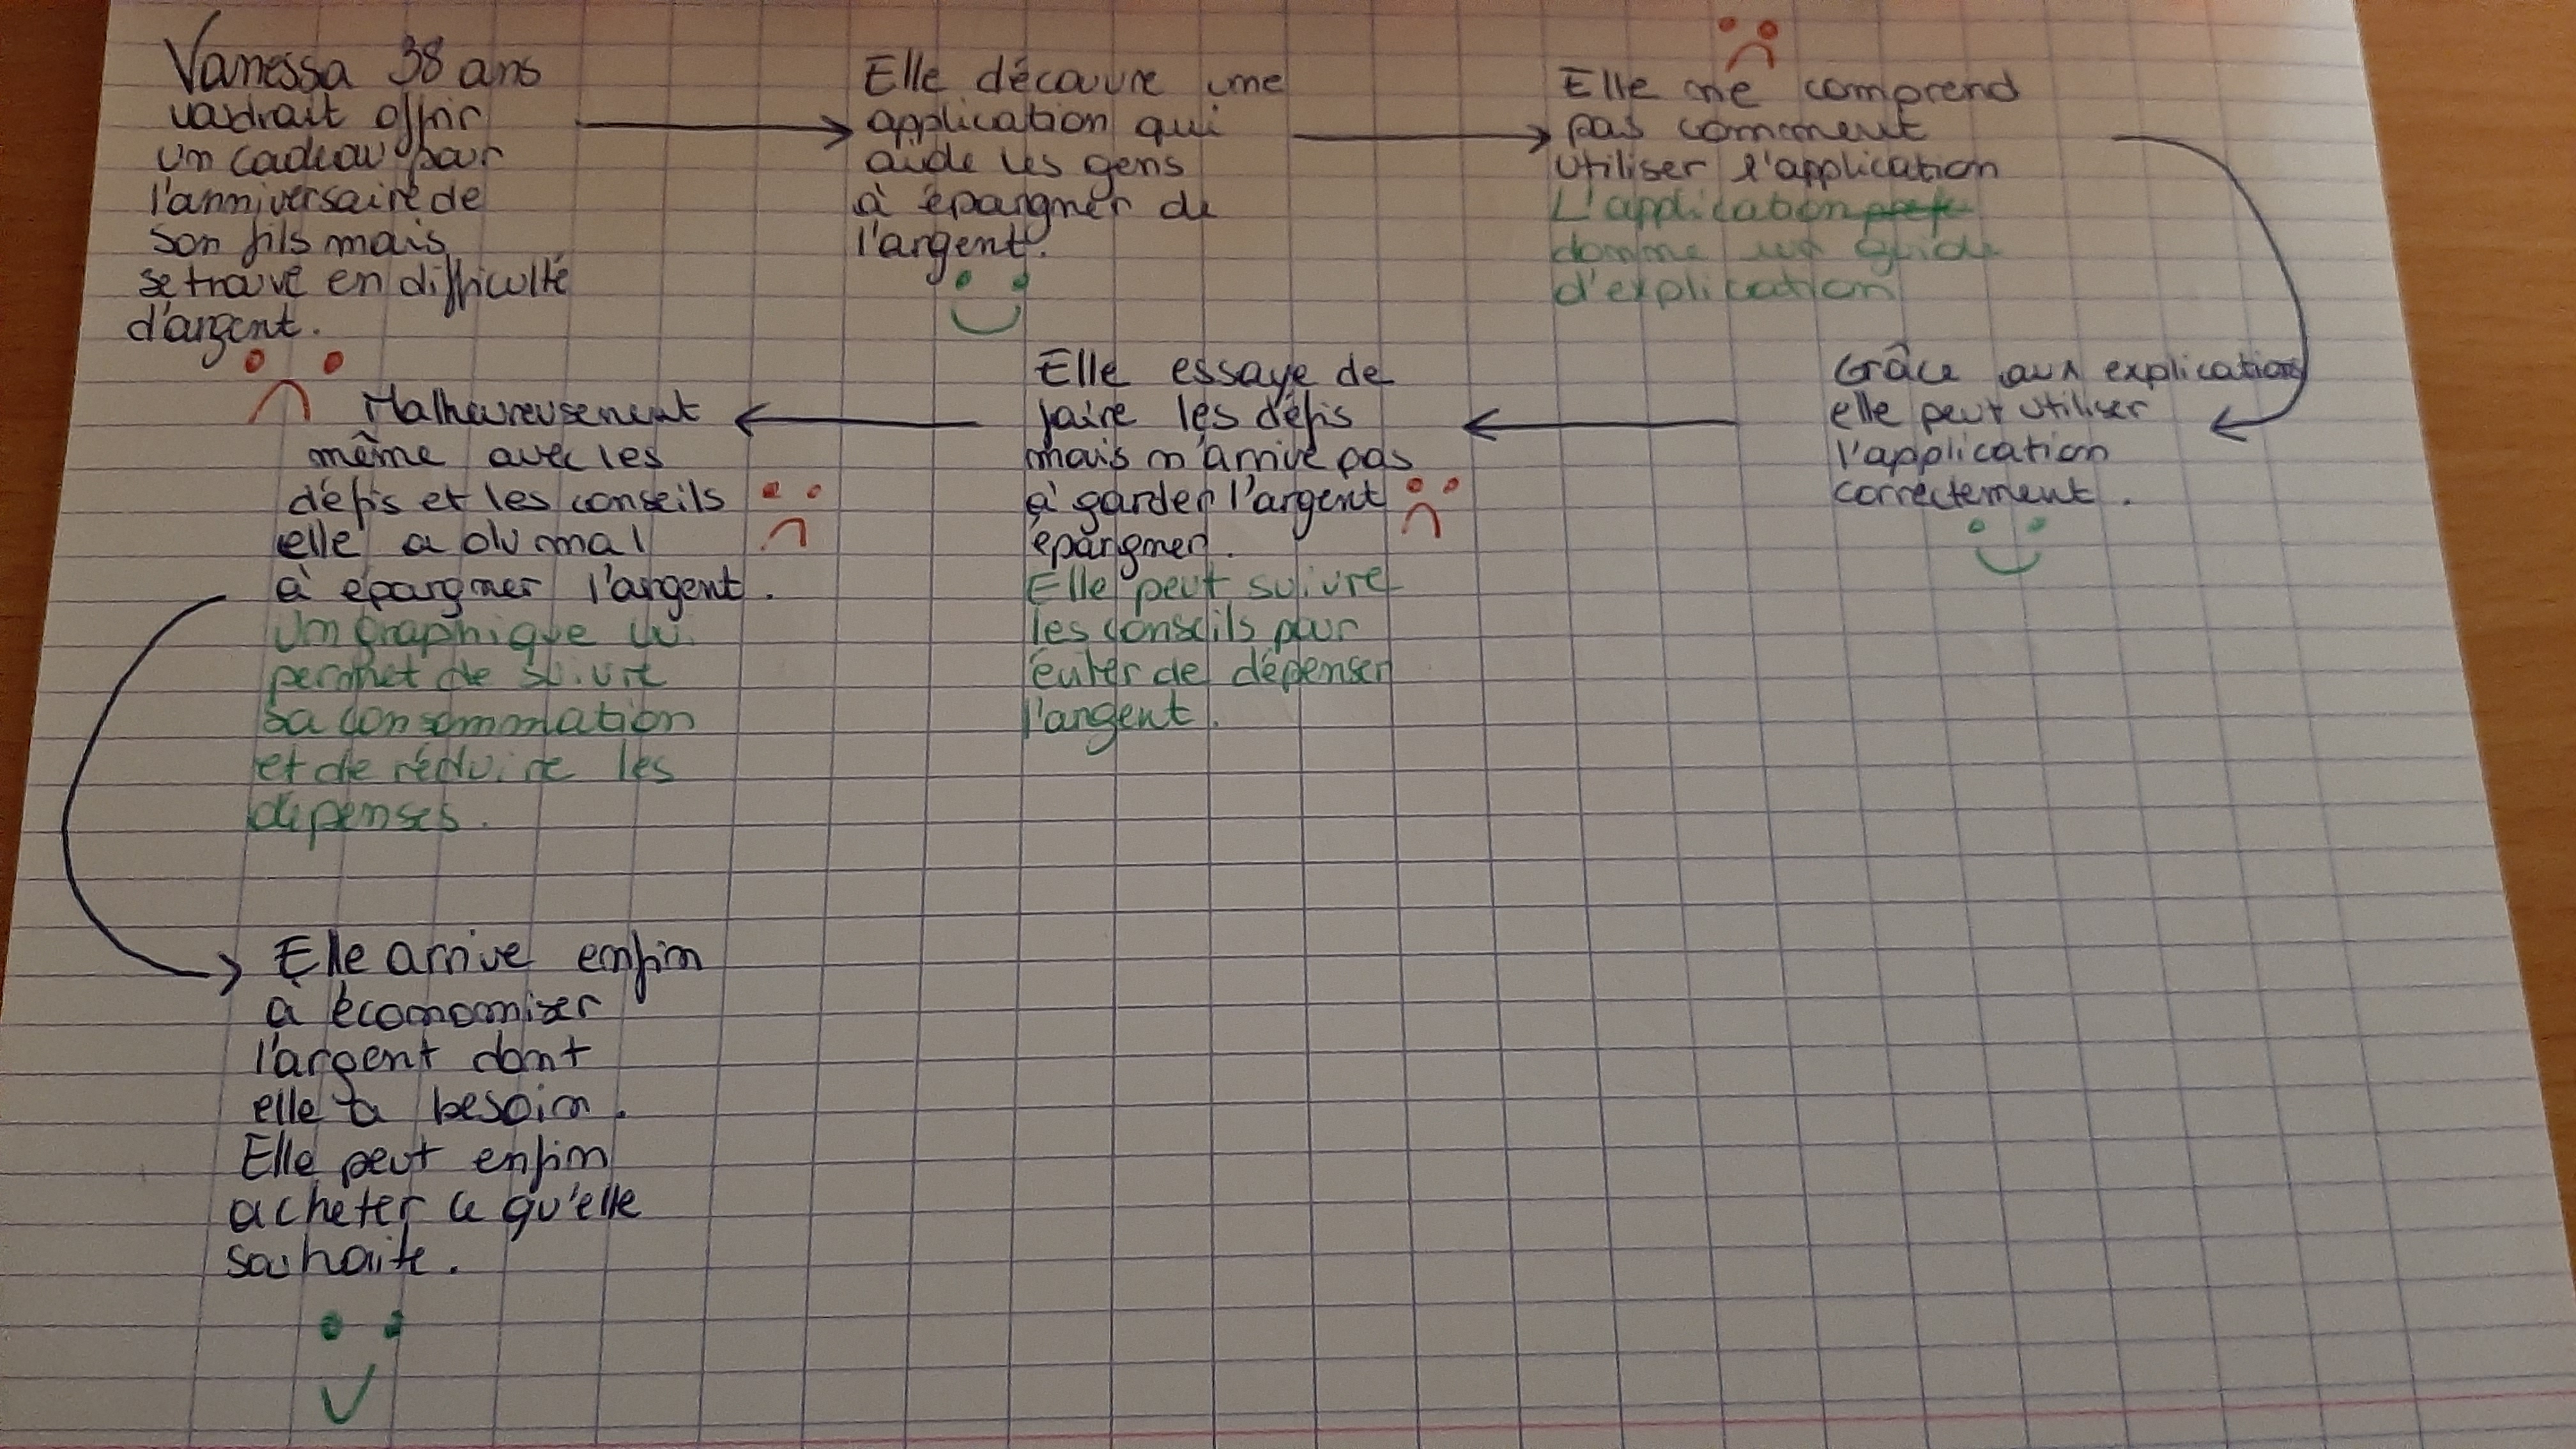 Vanessa 38 ans
vadrait offrir
un cadeau pour
l'anniversaire de
son fils mais
se trouve en difficulté
d'argent.
Elle découvre une
application qui
aide les gens
à épargner de
l'argent.
Elle ne comprend
pas comment
utiliser l'application
L'application
donne un guide
d'explication
Grâce aux explication
elle peut utiliser
l'application
correctement.
Elle essaye de
faire les défis
mais n'arrive pas
à garder l'argent
épargner.
Elle peut suivre
les conseils pour
éviter de dépenser
l'argent.
Malheureusement
même avec les
défis et les conseils
elle a du mal
à épargner l'argent.
Un graphique lui
permet de suivre
sa consommation
et de réduire les
dépenses.
Elle arrive enfin
a économiser
l'argent dont
elle a besoin.
Elle peut enfin
acheter ce qu'elle
souhaite.